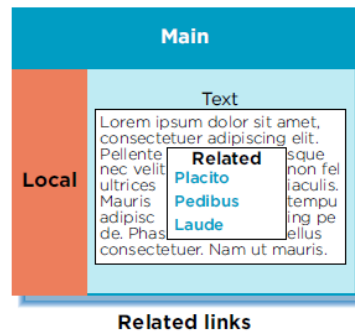 Main
Local
Text
Lorem ipsum dolor sit amet,
consectetuer adipiscing elit.
Pellente sque
nec velit non fel
ultrices iaculis.
Mauris tempu
adipisc ing pe
de. Phas ellus
consectetuer. Nam ut mauris.
Related
Placito
Pedibus
Laude
Related links